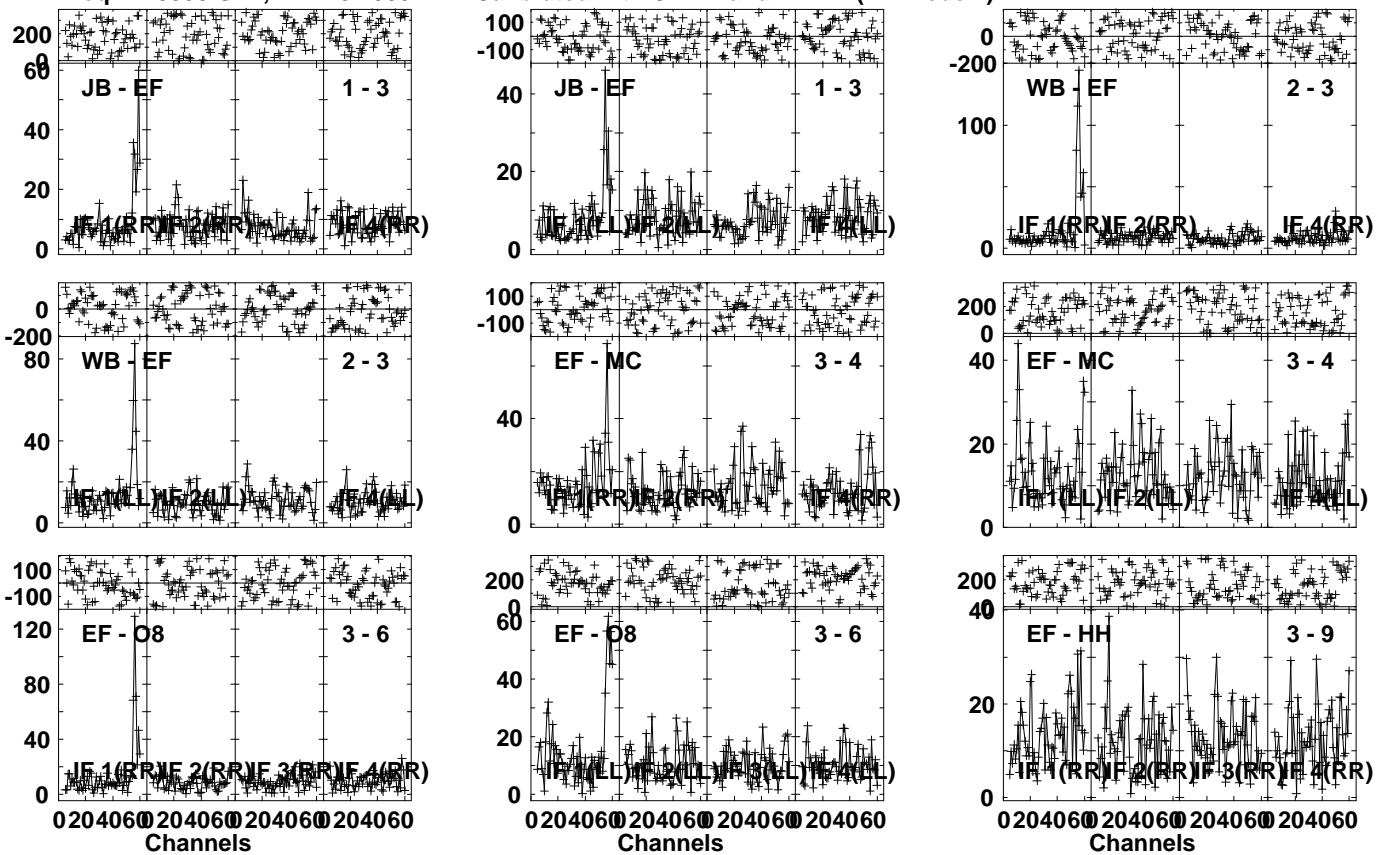 200
0
100
-100
0
-200
60
40
20
0
JB - EF
1 - 3
IF 1(RR)
IF 2(RR)
IF 4(RR)
40
20
0
JB - EF
1 - 3
IF 1(LL)
IF 2(LL)
IF 4(LL)
100
0
WB - EF
2 - 3
IF 1(RR)
IF 2(RR)
IF 4(RR)
0
-200
100
-100
200
0
80
40
0
WB - EF
2 - 3
IF 1(LL)
IF 2(LL)
IF 4(LL)
40
0
EF - MC
3 - 4
IF 1(RR)
IF 2(RR)
IF 4(RR)
40
20
0
EF - MC
3 - 4
IF 1(LL)
IF 2(LL)
IF 4(LL)
100
-100
200
0
200
0
120
80
40
0
EF - O8
3 - 6
IF 1(RR)
IF 2(RR)
IF 3(RR)
IF 4(RR)
60
40
20
0
EF - O8
3 - 6
IF 1(LL)
IF 2(LL)
IF 3(LL)
IF 4(LL)
40
20
0
EF - HH
3 - 9
IF 1(RR)
IF 2(RR)
IF 3(RR)
IF 4(RR)
0 20 40 60 0 20 40 60 0 20 40 60 0 20 40 60
0 20 40 60 0 20 40 60 0 20 40 60 0 20 40 60
0 20 40 60 0 20 40 60 0 20 40 60 0 20 40 60
Channels
Channels
Channels